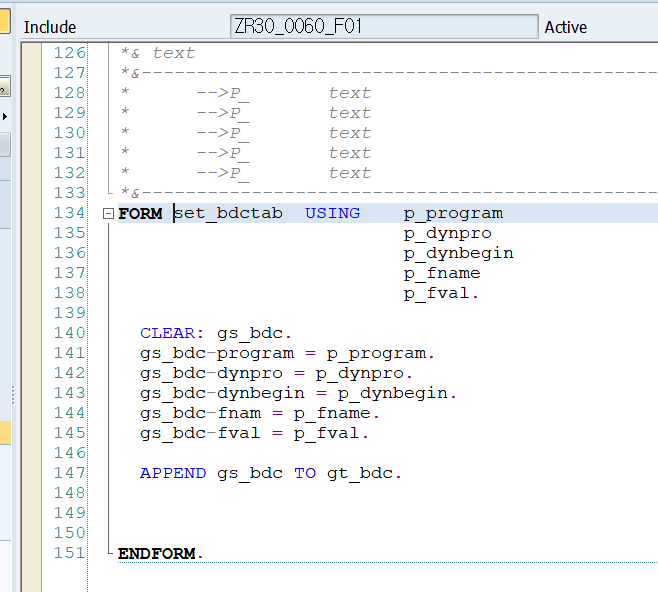 Include ZR30_0060_F01 Active
126 *& text
127 *&---------------------------------------------------
128 * -->P_ text
129 * -->P_ text
130 * -->P_ text
131 * -->P_ text
132 * -->P_ text
133 *&---------------------------------------------------
134 FORM set_bdctab USING p_program
135 p_dynpro
136 p_dynbegin
137 p_fname
138 p_fval.
139
140 CLEAR: gs_bdc.
141 gs_bdc-program = p_program.
142 gs_bdc-dynpro = p_dynpro.
143 gs_bdc-dynbegin = p_dynbegin.
144 gs_bdc-fnam = p_fname.
145 gs_bdc-fval = p_fval.
146
147 APPEND gs_bdc TO gt_bdc.
148
149
150
151 ENDFORM.